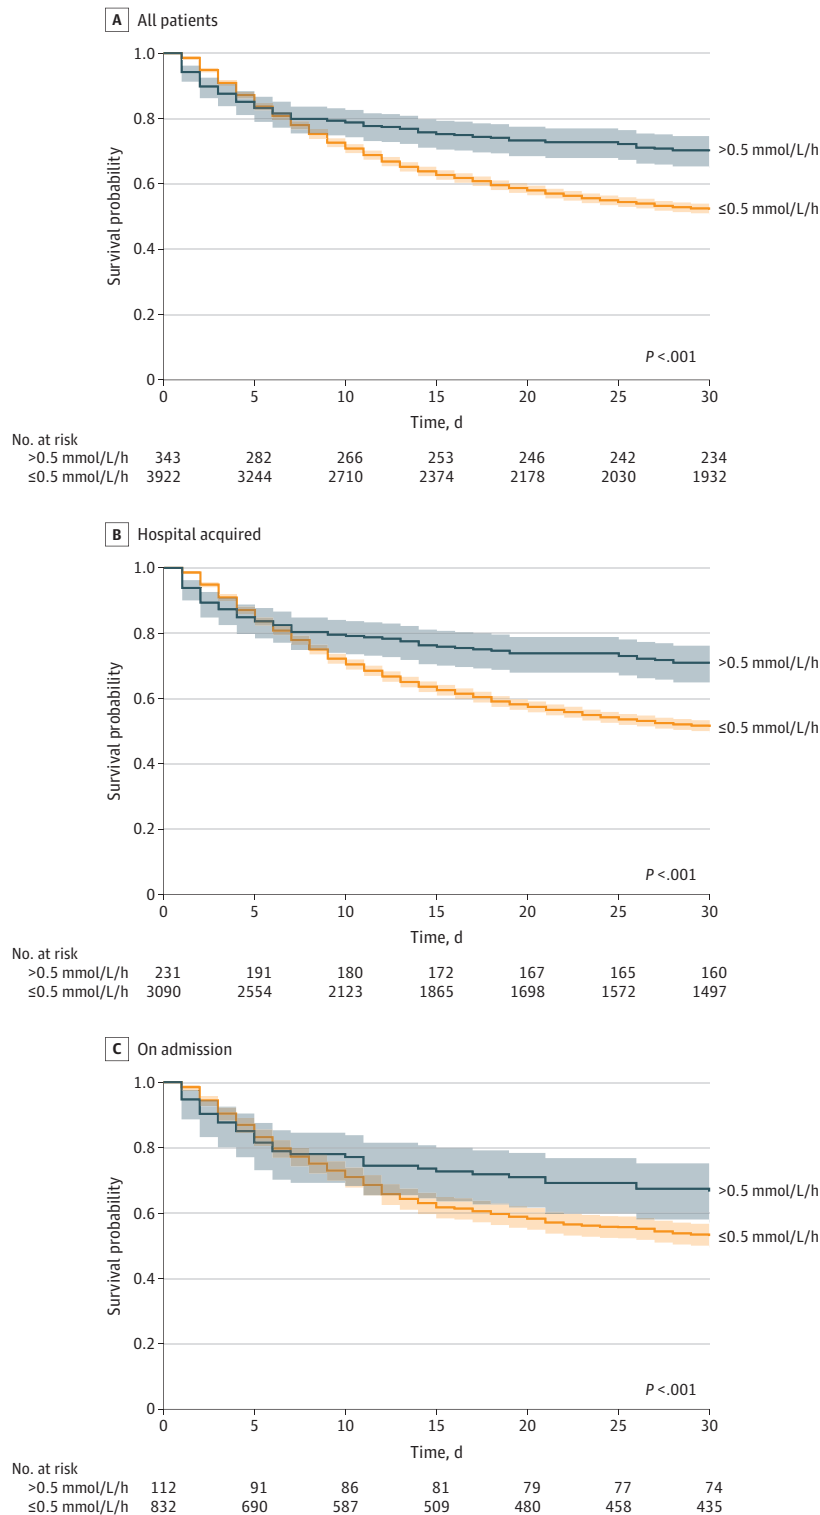 A All patients
1.0
0.8
0.6
0.4
0.2
0
Survival probability
>0.5 mmol/L/h
≤0.5 mmol/L/h
P <.001
0 5 10 15 20 25 30
Time, d
No. at risk
>0.5 mmol/L/h 343 282 266 253 246 242 234
≤0.5 mmol/L/h 3922 3244 2710 2374 2178 2030 1932
B Hospital acquired
1.0
0.8
0.6
0.4
0.2
0
Survival probability
>0.5 mmol/L/h
≤0.5 mmol/L/h
P <.001
0 5 10 15 20 25 30
Time, d
No. at risk
>0.5 mmol/L/h 231 191 180 172 167 165 160
≤0.5 mmol/L/h 3090 2554 2123 1865 1698 1572 1497
C On admission
1.0
0.8
0.6
0.4
0.2
0
Survival probability
>0.5 mmol/L/h
≤0.5 mmol/L/h
P <.001
0 5 10 15 20 25 30
Time, d
No. at risk
>0.5 mmol/L/h 112 91 86 81 79 77 74
≤0.5 mmol/L/h 832 690 587 509 480 458 435